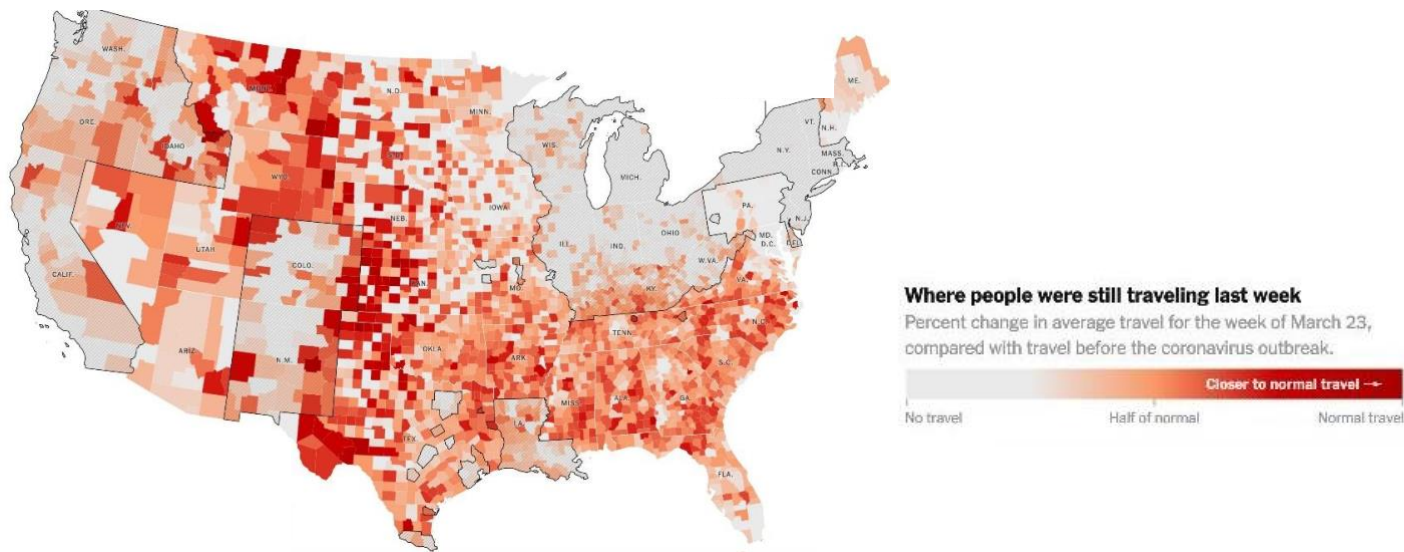 WASH.
ME.
MONT.
N.D.
MINN.
VT.
N.H.
ORE.
IDAHO
WIS.
N.Y.
MASS.
R.I.
CONN.
MICH.
WYO.
NEB.
IOWA
PA.
N.J.
NEV.
UTAH
COLO.
ILL.
IND.
OHIO
MD.
D.C.
DEL.
W.VA.
CALIF.
KAN.
MO.
KY.
VA.
ARIZ.
N.M.
OKLA.
ARK.
TENN.
N.C.
S.C.
MISS.
ALA.
GA.
TEX.
LA.
FLA.
Where people were still traveling last week
Percent change in average travel for the week of March 23,
compared with travel before the coronavirus outbreak.
Closer to normal travel →
No travel
Half of normal
Normal travel